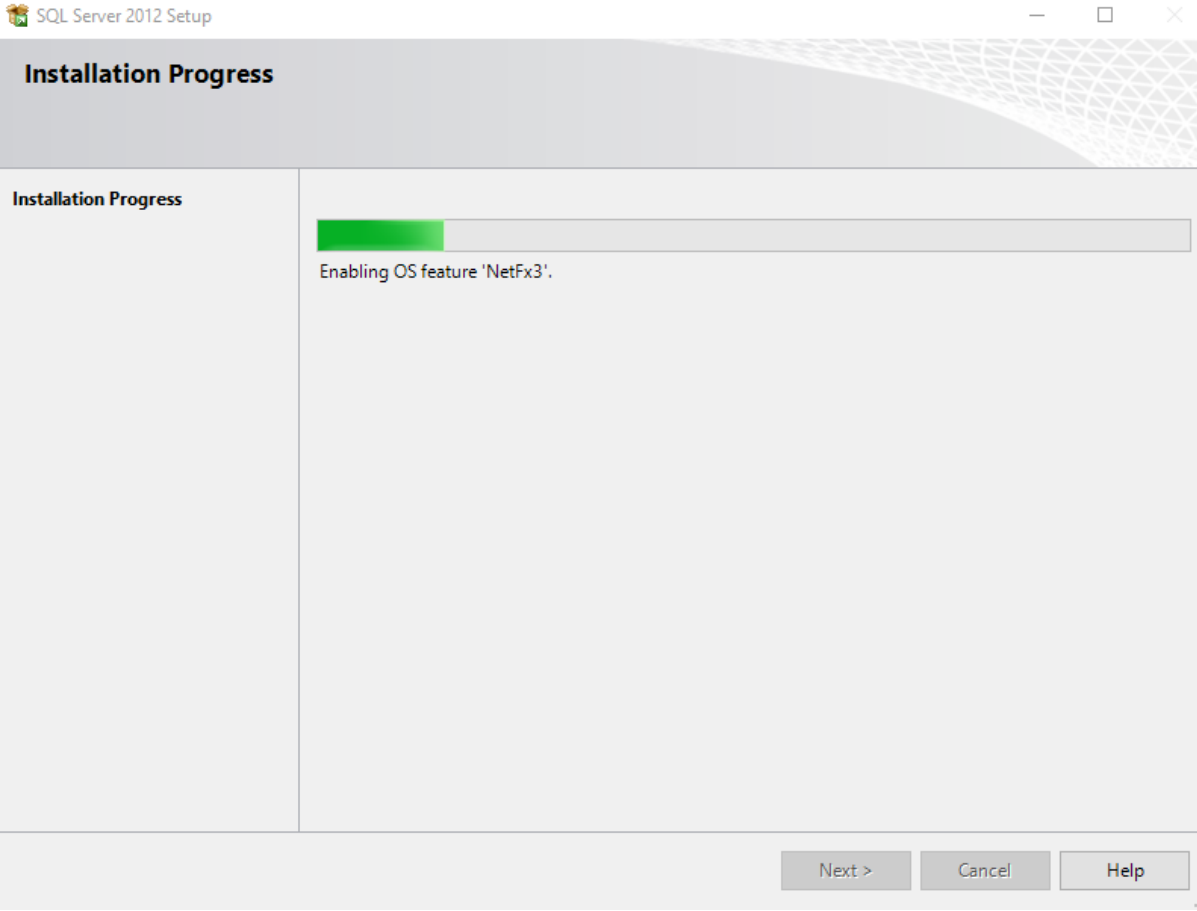 SQL Server 2012 Setup
Installation Progress
Installation Progress
Enabling OS feature 'NetFx3'.
Next >
Cancel
Help